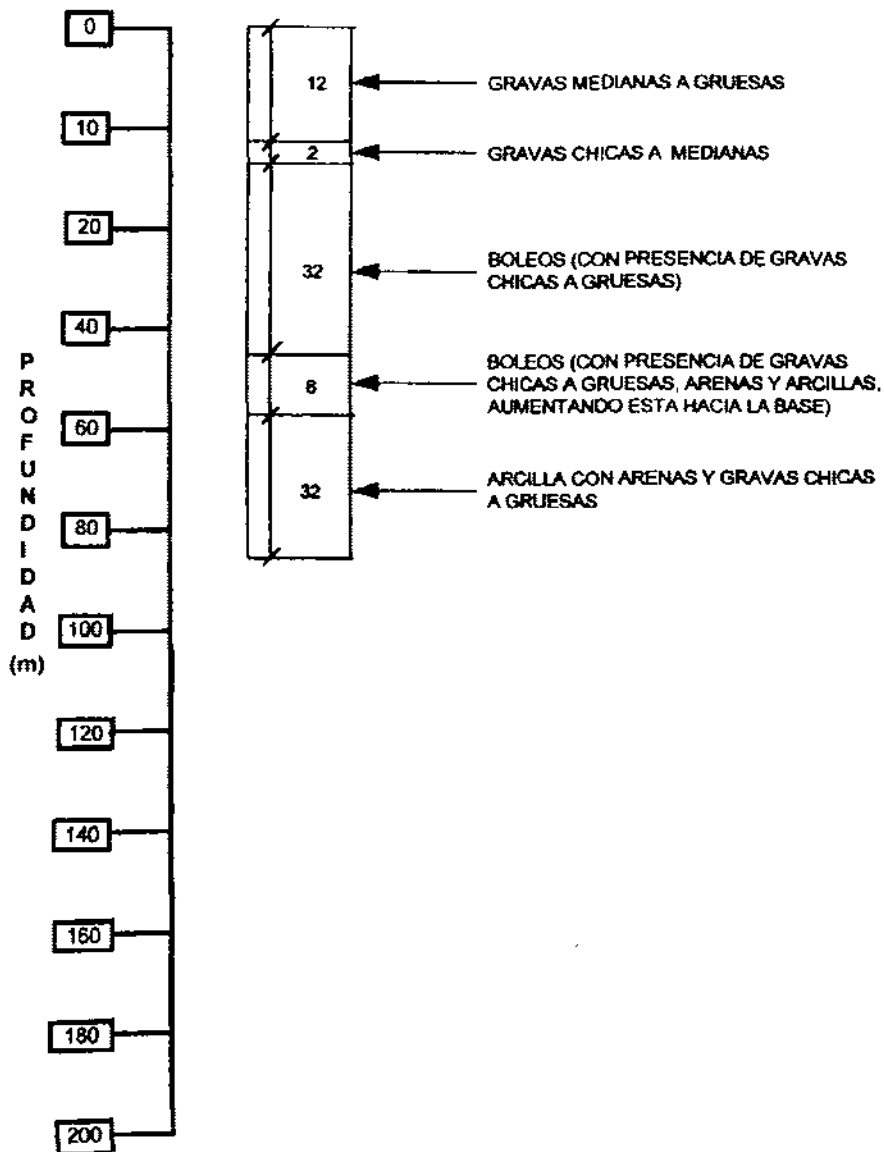 0
10
20
40
60
80
100
120
140
160
180
200
PROFUNDIDAD
(m)
12
GRAVAS MEDIANAS A GRUESAS
2
GRAVAS CHICAS A MEDIANAS
32
BOLEOS (CON PRESENCIA DE GRAVAS
CHICAS A GRUESAS)
8
BOLEOS (CON PRESENCIA DE GRAVAS
CHICAS A GRUESAS, ARENAS Y ARCILLAS,
AUMENTANDO ESTA HACIA LA BASE)
32
ARCILLA CON ARENAS Y GRAVAS CHICAS
A GRUESAS